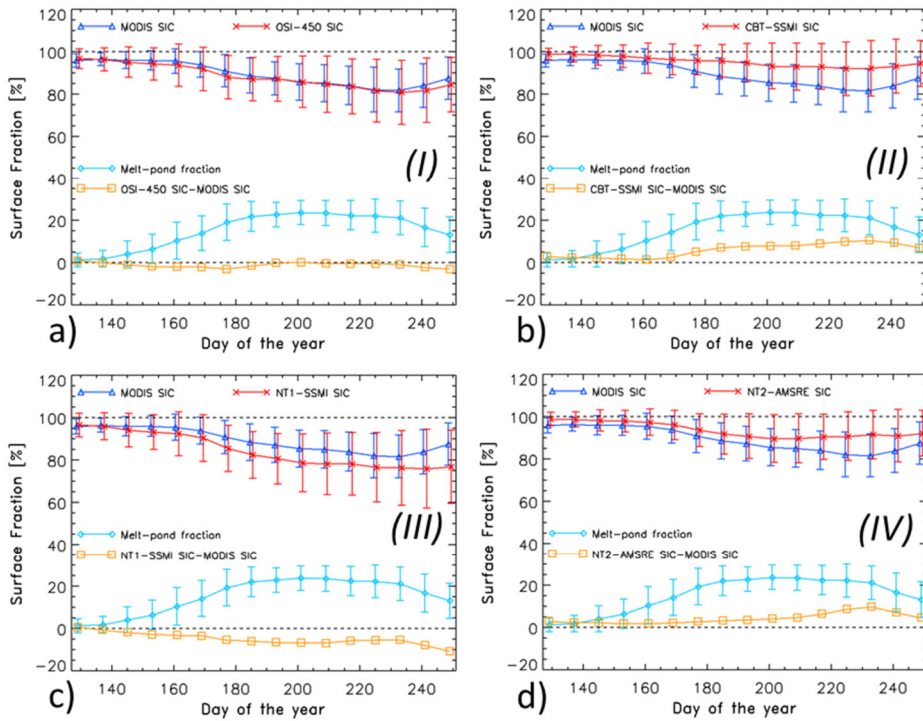 MODIS SIC OSI-450 SIC
120
100
80
60
40
20
0
-20
Surface Fraction [%]
(I)
Melt-pond fraction
OSI-450 SIC-MODIS SIC
140 160 180 200 220 240
Day of the year
a)
MODIS SIC CBT-SSMI SIC
120
100
80
60
40
20
0
-20
Surface Fraction [%]
(II)
Melt-pond fraction
CBT-SSMI SIC-MODIS SIC
140 160 180 200 220 240
Day of the year
b)
MODIS SIC NT1-SSMI SIC
120
100
80
60
40
20
0
-20
Surface Fraction [%]
(III)
Melt-pond fraction
NT1-SSMI SIC-MODIS SIC
140 160 180 200 220 240
Day of the year
c)
MODIS SIC NT2-AMSRE SIC
120
100
80
60
40
20
0
-20
Surface Fraction [%]
(IV)
Melt-pond fraction
NT2-AMSRE SIC-MODIS SIC
140 160 180 200 220 240
Day of the year
d)